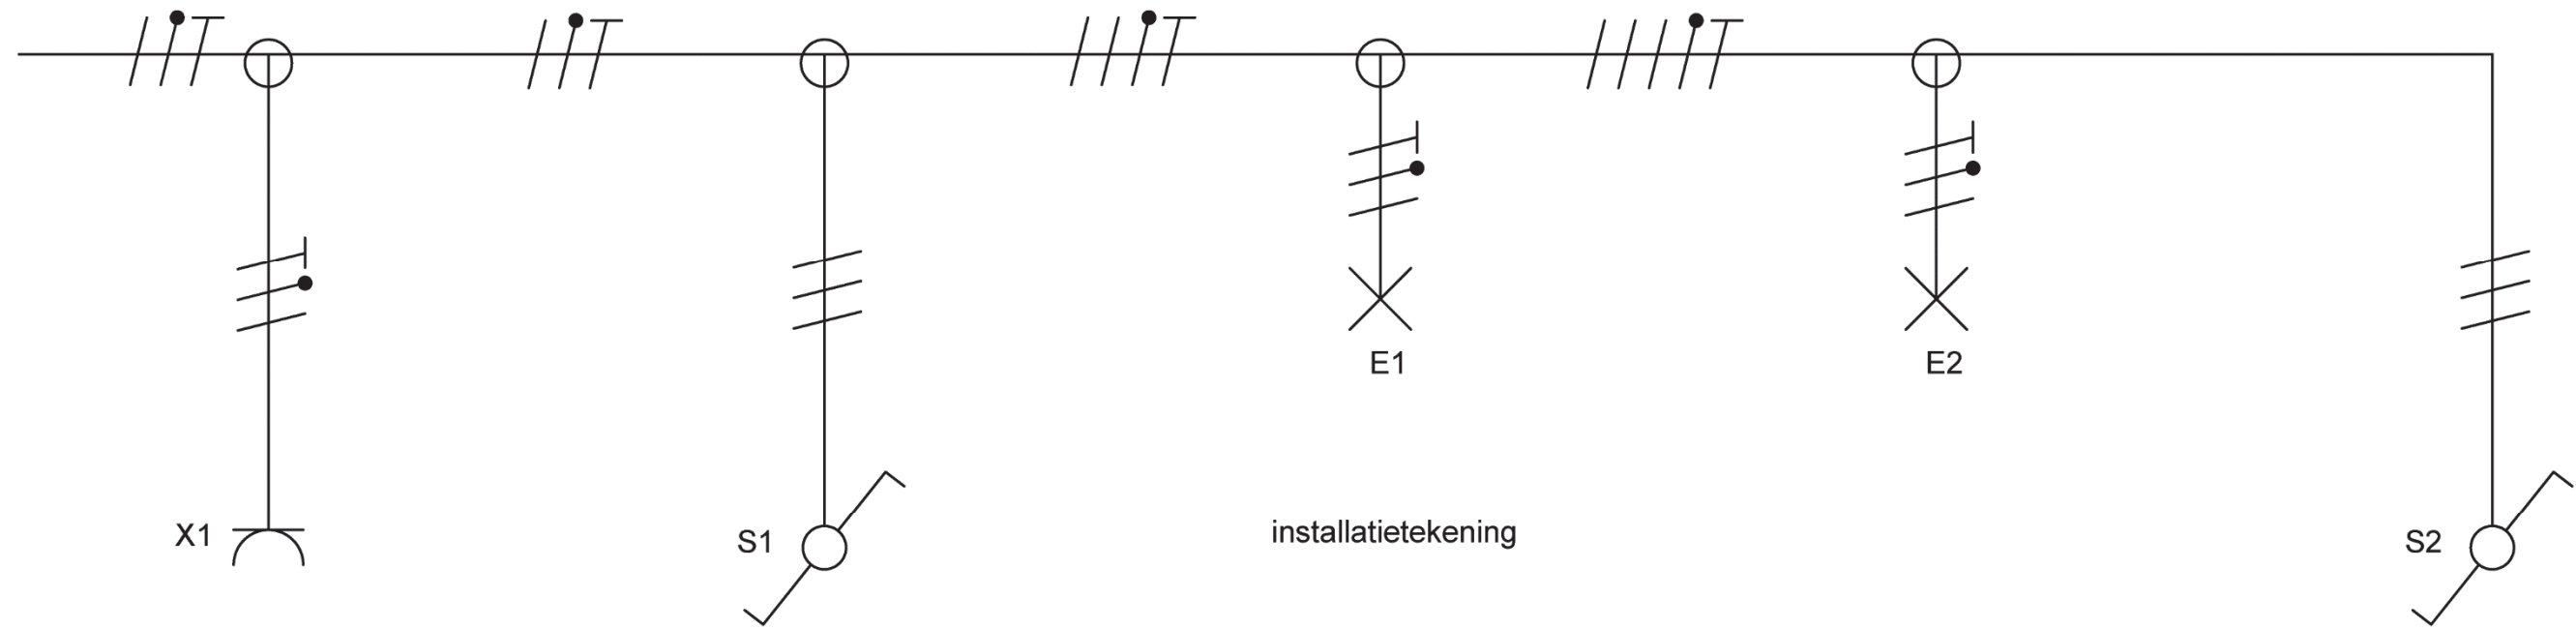 E1
E2
X1
S1
installatietekening
S2